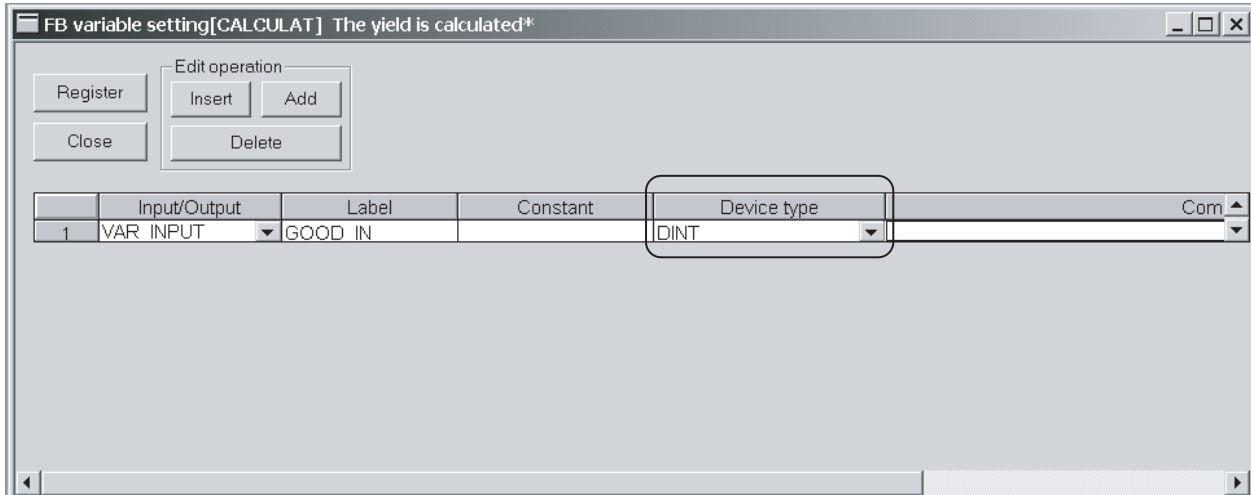 FB variable setting[CALCULAT] The yield is calculated*
Edit operation
Register
Insert
Add
Close
Delete
Input/Output Label Constant Device type Com
1 VAR_INPUT GOOD_IN DINT